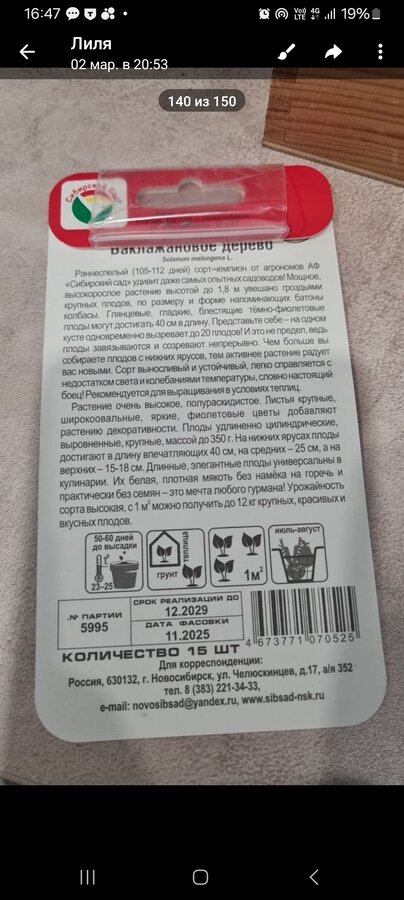 16:47
19%
Лиля
02 мар. в 20:53
140 из 150
Сибирский Сад
Баклажановое дерево
Solanum melongena L.
Раннеспелый (105-112 дней) сорт-чемпион от агрономов АФ
«Сибирский сад» удивит даже самых опытных садоводов! Мощное,
высокорослое растение высотой до 1,8 м увешано гроздьями
крупных плодов, по размеру и форме напоминающих батоны
колбасы. Глянцевые, гладкие, блестящие тёмно-фиолетовые
плоды могут достигать 40 см в длину. Представьте себе – на одном
кусте одновременно вызревает до 20 плодов! И это не предел, ведь
плоды завязываются и созревают непрерывно. Чем больше вы
собираете плодов с нижних ярусов, тем активнее растение радует
вас новыми. Сорт выносливый и устойчивый, легко справляется с
недостатком света и колебаниями температуры, словно настоящий
боец! Рекомендуется для выращивания в условиях теплиц.
Растение очень высокое, полураскидистое. Листья крупные,
широкоовальные, яркие, фиолетовые цветы добавляют
растению декоративности. Плоды удлиненно цилиндрические,
выровненные, крупные, массой до 350 г. На нижних ярусах плоды
достигают в длину впечатляющих 40 см, на средних – 25 см, а на
верхних – 15-18 см. Длинные, элегантные плоды универсальны в
кулинарии. Их белая, плотная мякоть без намёка на горечь и
практически без семян – это мечта любого гурмана! Урожайность
сорта высокая, с 1 м² можно получить до 12 кг крупных, красивых и
вкусных плодов.
50-60 дней
до высадки
t°
23–25
грунт
теплица
1м²
июль-август
№ ПАРТИИ
5995
СРОК РЕАЛИЗАЦИИ ДО
12.2029
ДАТА ФАСОВКИ
11.2025
4 673771 070525
КОЛИЧЕСТВО 15 ШТ
Для корреспонденции:
Россия, 630132, г. Новосибирск, ул. Челюскинцев, д.17, а/я 352
тел. 8 (383) 221-34-33,
e-mail: novosibsad@yandex.ru, www.sibsad-nsk.ru